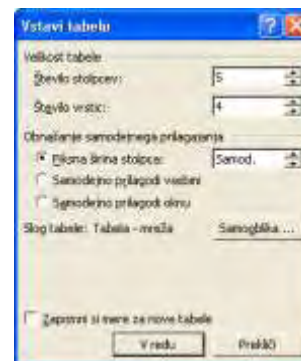 Vstavi tabelo
Velikost tabele
Število stolpcev: 5
Število vrstic: 4
Obnašanje samodejnega prilagajanja
Fiksna širina stolpca: Samod.
Samodejno prilagodi vsebini
Samodejno prilagodi oknu
Slog tabele: Tabela - mreža Samooblika ...
Zapomni si mere za nove tabele
V redu Prekliči